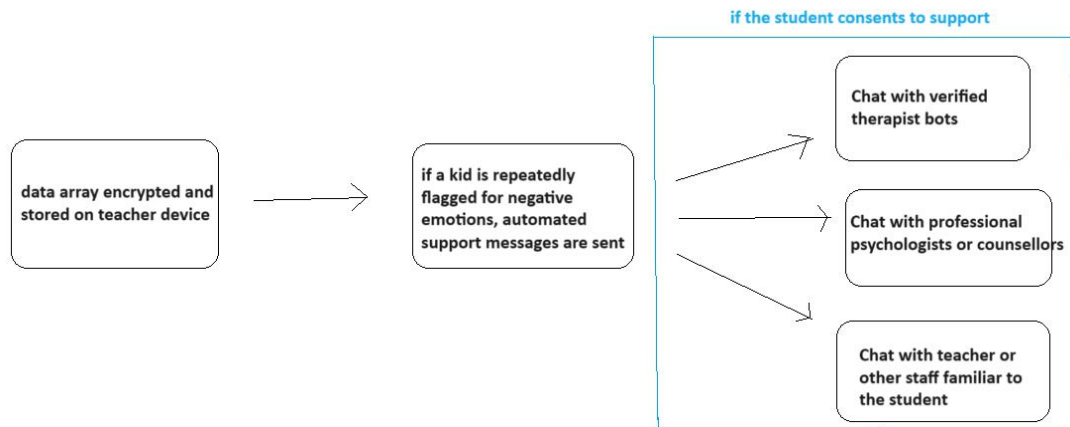 if the student consents to support
data array encrypted and
stored on teacher device
if a kid is repeatedly
flagged for negative
emotions, automated
support messages are sent
Chat with verified
therapist bots
Chat with professional
psychologists or counsellors
Chat with teacher or
other staff familiar to
the student